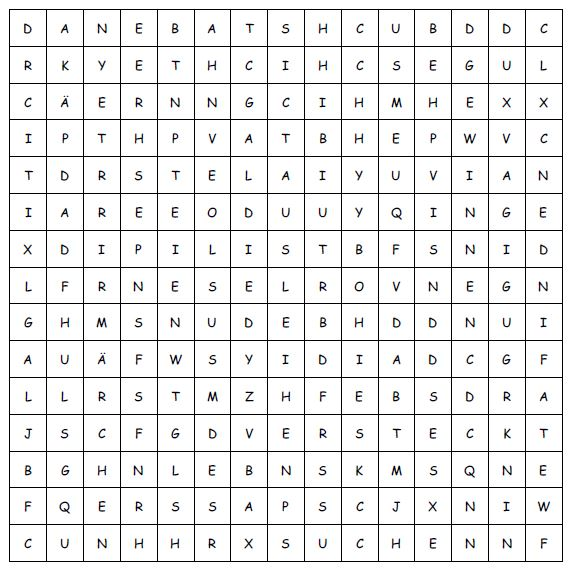 D A N E B A T S H C U B D D C
R K Y E T H C I H C S E G U L
C Ä E R N N G C I H M H E X X
I P T H P V A T B H E P W V C
T D R S T E L A I Y U V I A N
I A R E E O D U U Y Q I N G E
X D I P I L I S T B F S N I D
L F R N E S E L R O V N E G N
G H M S N U D E B H D D N U I
A U Ä F W S Y I D I A D C G F
L L R S T M Z H F E B S D R A
J S C F G D V E R S T E C K T
B G H N L E B N S K M S Q N E
F Q E R S S A P S C J X N I W
C U N H H R X S U C H E N N F